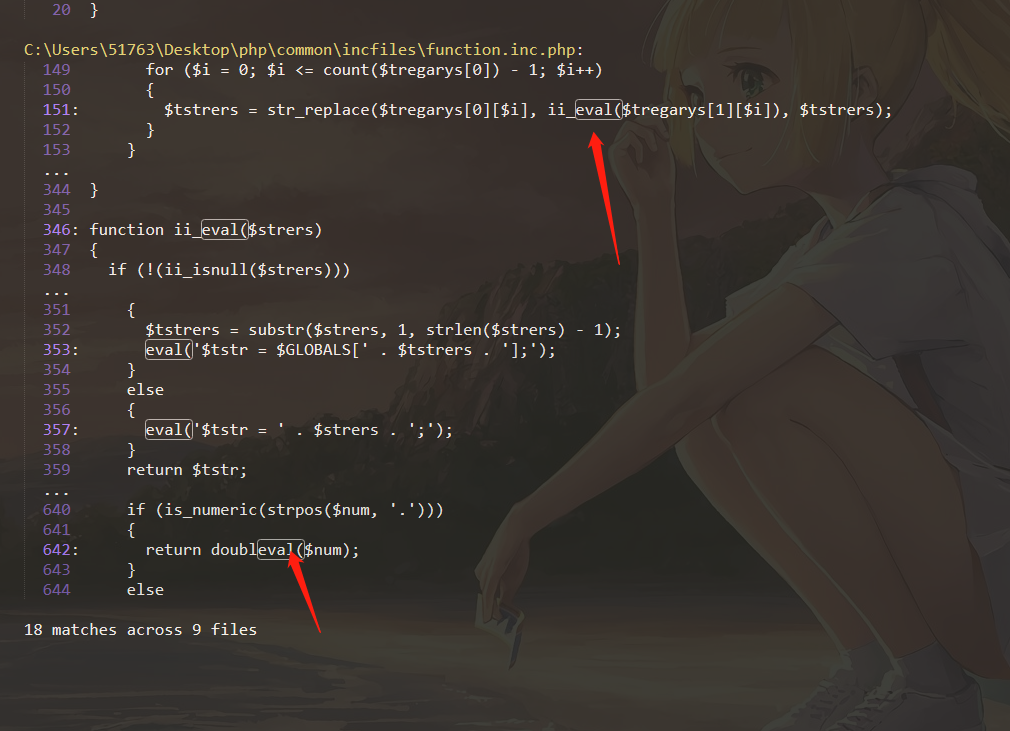 20 }
C:\Users\51763\Desktop\php\common\incfiles\function.inc.php:
149 for ($i = 0; $i <= count($tregarys[0]) - 1; $i++)
150 {
151: $tstrers = str_replace($tregarys[0][$i], ii_eval($tregarys[1][$i]), $tstrers);
152 }
153 }
...
344 }
345
346: function ii_eval($strers)
347 {
348 if (!(ii_isnull($strers)))
...
351 {
352 $tstrers = substr($strers, 1, strlen($strers) - 1);
353: eval('$tstr = $GLOBALS[' . $tstrers . '];');
354 }
355 else
356 {
357: eval('$tstr = ' . $strers . ';');
358 }
359 return $tstr;
...
640 if (is_numeric(strpos($num, '.')))
641 {
642: return doubleval($num);
643 }
644 else
18 matches across 9 files